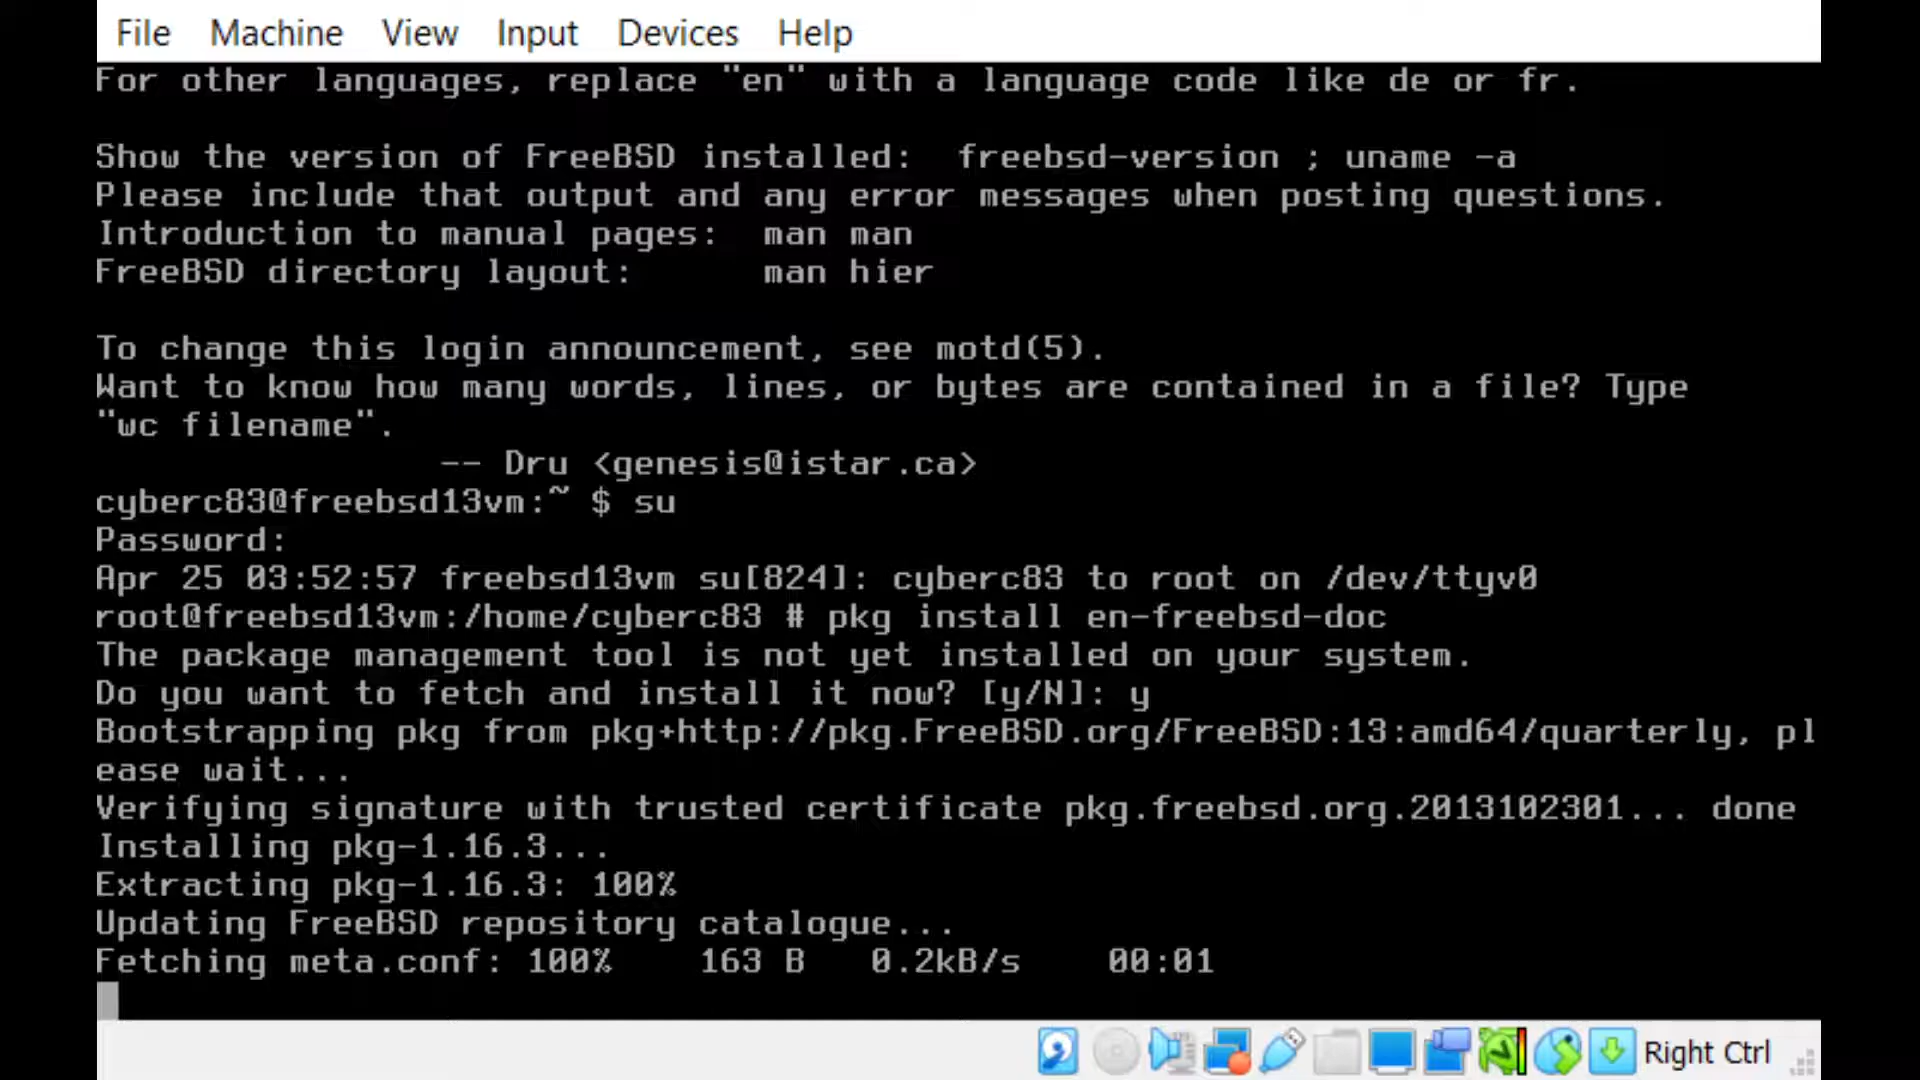 File Machine View Input Devices Help
For other languages, replace "en" with a language code like de or fr.
Show the version of FreeBSD installed: freebsd-version ; uname -a
Please include that output and any error messages when posting questions.
Introduction to manual pages: man man
FreeBSD directory layout: man hier
To change this login announcement, see motd(5).
Want to know how many words, lines, or bytes are contained in a file? Type
"wc filename".
-- Dru <genesis@istar.ca>
cyberc83@freebsd13vm:~ $ su
Password:
Apr 25 03:52:57 freebsd13vm su[824]: cyberc83 to root on /dev/ttyv0
root@freebsd13vm:/home/cyberc83 # pkg install en-freebsd-doc
The package management tool is not yet installed on your system.
Do you want to fetch and install it now? [y/N]: y
Bootstrapping pkg from pkg+http://pkg.FreeBSD.org/FreeBSD:13:amd64/quarterly, pl
ease wait...
Verifying signature with trusted certificate pkg.freebsd.org.2013102301... done
Installing pkg-1.16.3...
Extracting pkg-1.16.3: 100%
Updating FreeBSD repository catalogue...
Fetching meta.conf: 100% 163 B 0.2kB/s 00:01
Right Ctrl